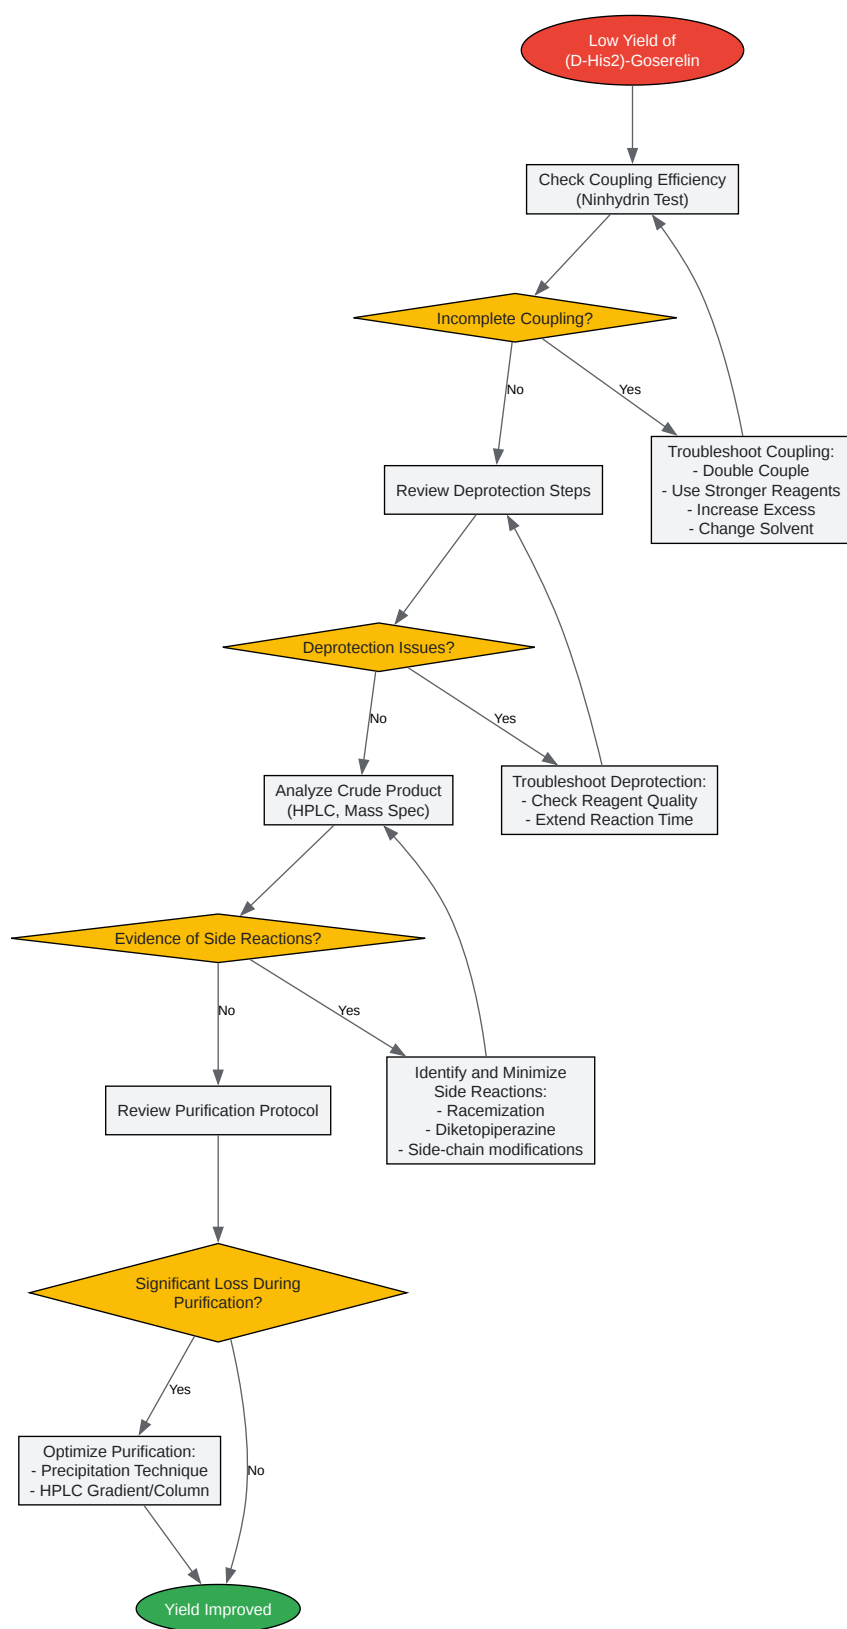 Low Yield of
(D-His2)-Goserelin
Check Coupling Efficiency
(Ninhydrin Test)
Incomplete Coupling?
No
Yes
Troubleshoot Coupling:
- Double Couple
- Use Stronger Reagents
- Increase Excess
- Change Solvent
Review Deprotection Steps
Deprotection Issues?
No
Yes
Troubleshoot Deprotection:
- Check Reagent Quality
- Extend Reaction Time
Analyze Crude Product
(HPLC, Mass Spec)
Evidence of Side Reactions?
No
Yes
Identify and Minimize
Side Reactions:
- Racemization
- Diketopiperazine
- Side-chain modifications
Review Purification Protocol
Significant Loss During
Purification?
Yes
No
Optimize Purification:
- Precipitation Technique
- HPLC Gradient/Column
Yield Improved